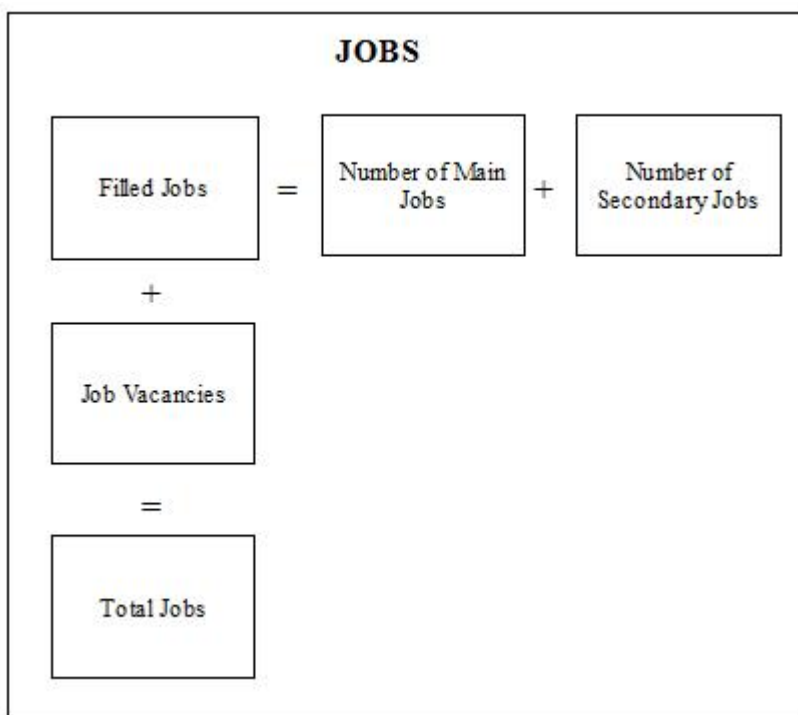 JOBS
Filled Jobs
=
Number of Main
Jobs
+
Number of
Secondary Jobs
+
Job Vacancies
=
Total Jobs